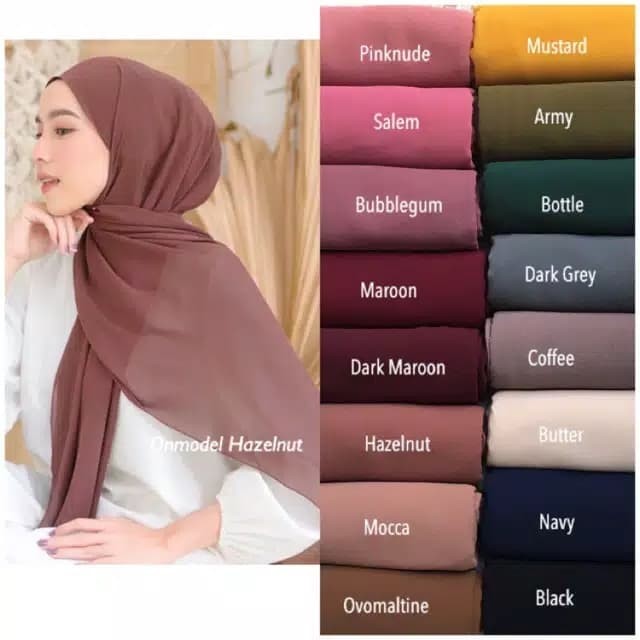 Onmodel Hazelnut
Pinknude
Mustard
Salem
Army
Bubblegum
Bottle
Maroon
Dark Grey
Dark Maroon
Coffee
Hazelnut
Butter
Mocca
Navy
Ovomaltine
Black